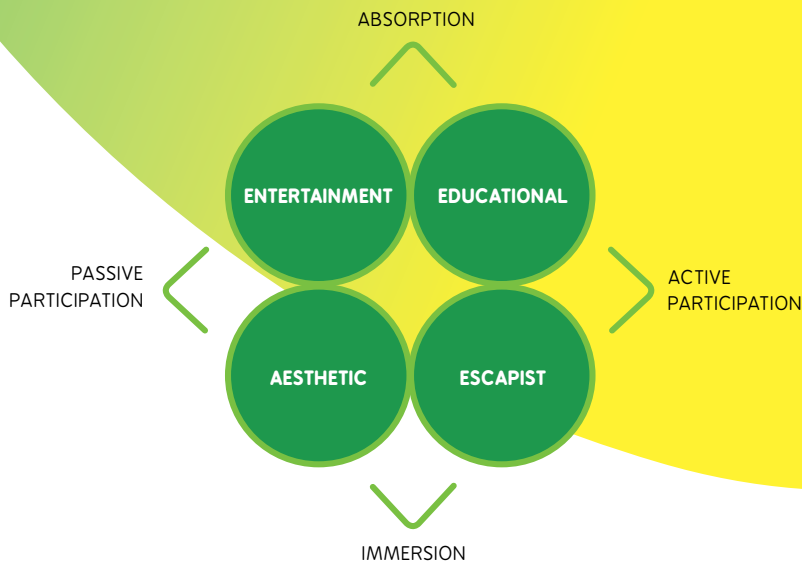 ABSORPTION
ENTERTAINMENT
EDUCATIONAL
PASSIVE
PARTICIPATION
ACTIVE
PARTICIPATION
AESTHETIC
ESCAPIST
IMMERSION